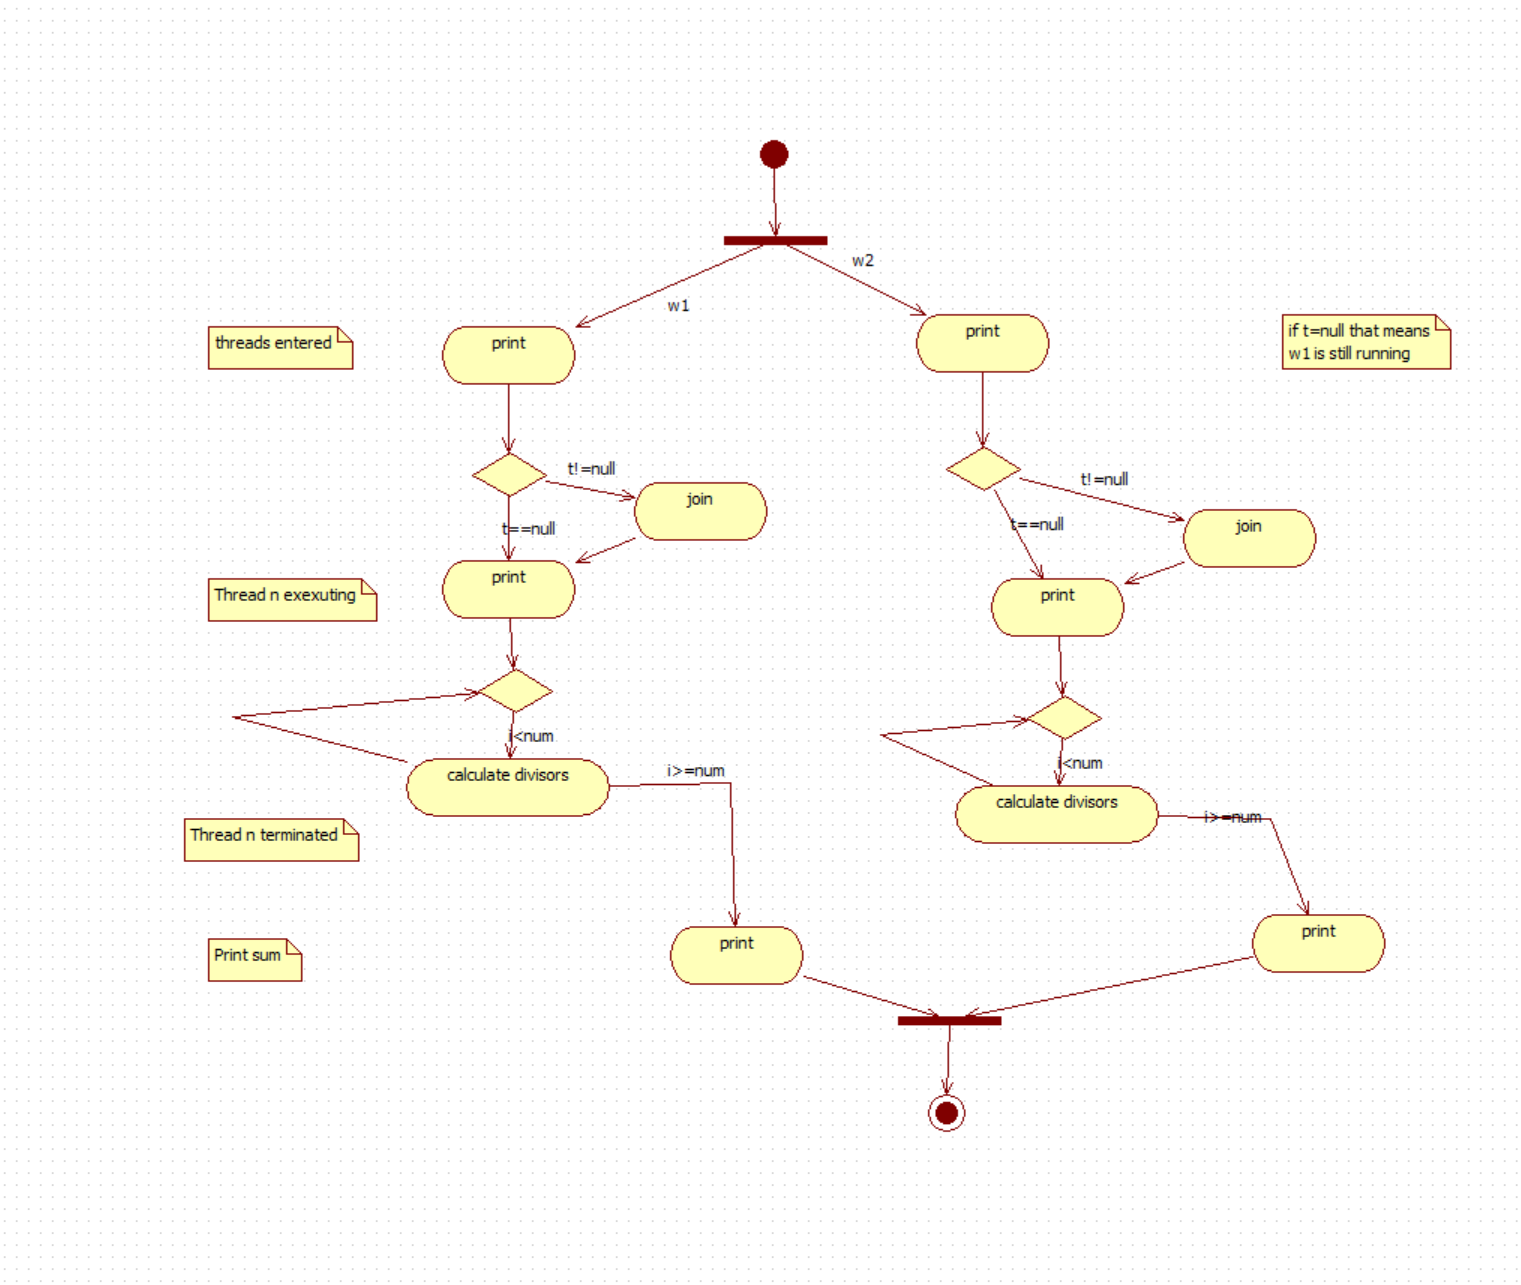 w2
w1
threads entered
print
print
if t=null that means
w1 is still running
t!=null
join
t==null
t!=null
join
t==null
print
Thread n exexuting
print
i<num
calculate divisors
i>=num
i<num
calculate divisors
i>=num
Thread n terminated
print
print
Print sum